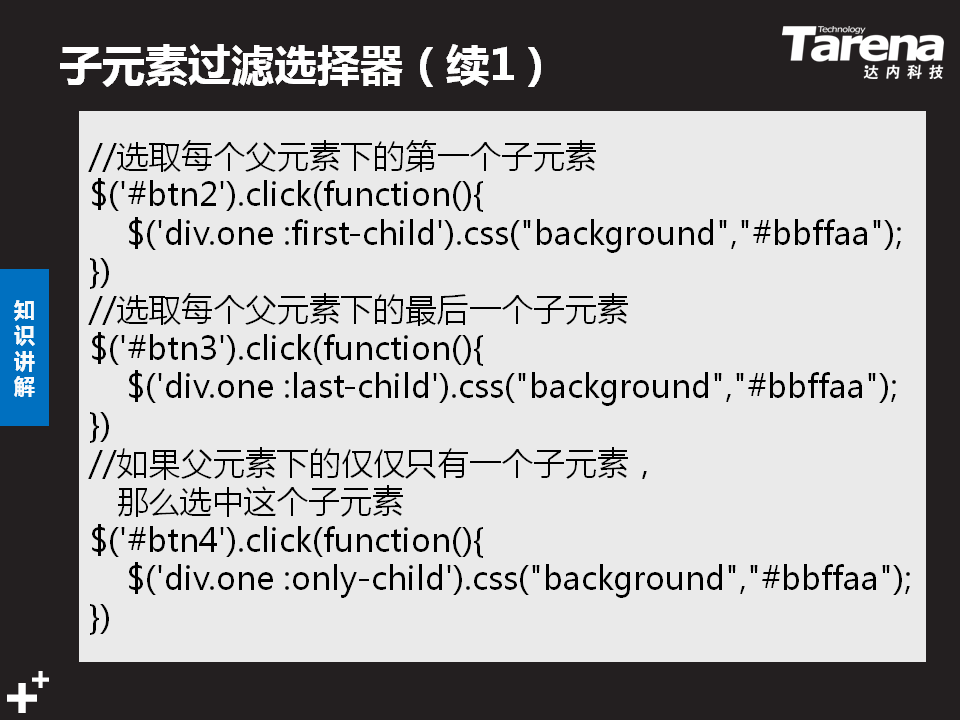 子元素过滤选择器（续1）
Technology
Tarena
达内科技
//选取每个父元素下的第一个子元素
$('#btn2').click(function(){
    $('div.one :first-child').css("background","#bbffaa");
})
//选取每个父元素下的最后一个子元素
$('#btn3').click(function(){
    $('div.one :last-child').css("background","#bbffaa");
})
//如果父元素下的仅仅只有一个子元素，
   那么选中这个子元素
$('#btn4').click(function(){
    $('div.one :only-child').css("background","#bbffaa");
})
知识讲解